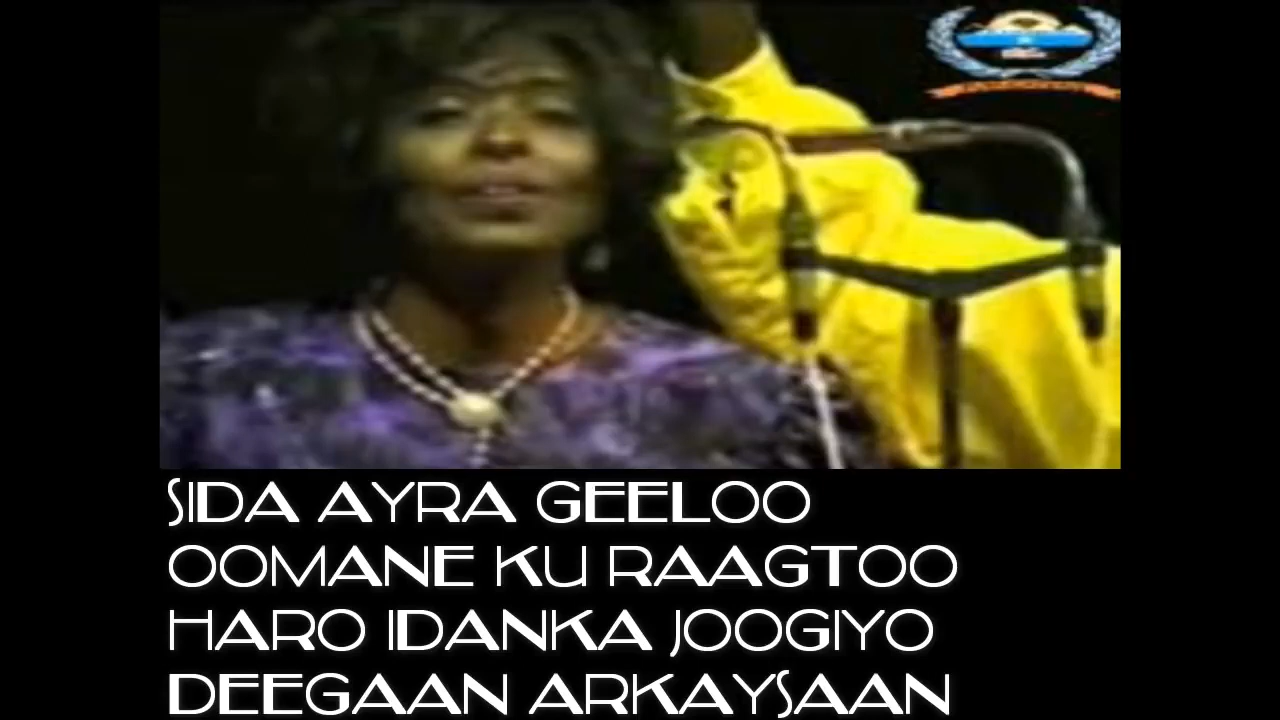 SIDA AYRA GEELOO
OOMANE KU RAAGTOO
HARO IDANKA JOOGIYO
DEEGAAN ARKAYSAAN